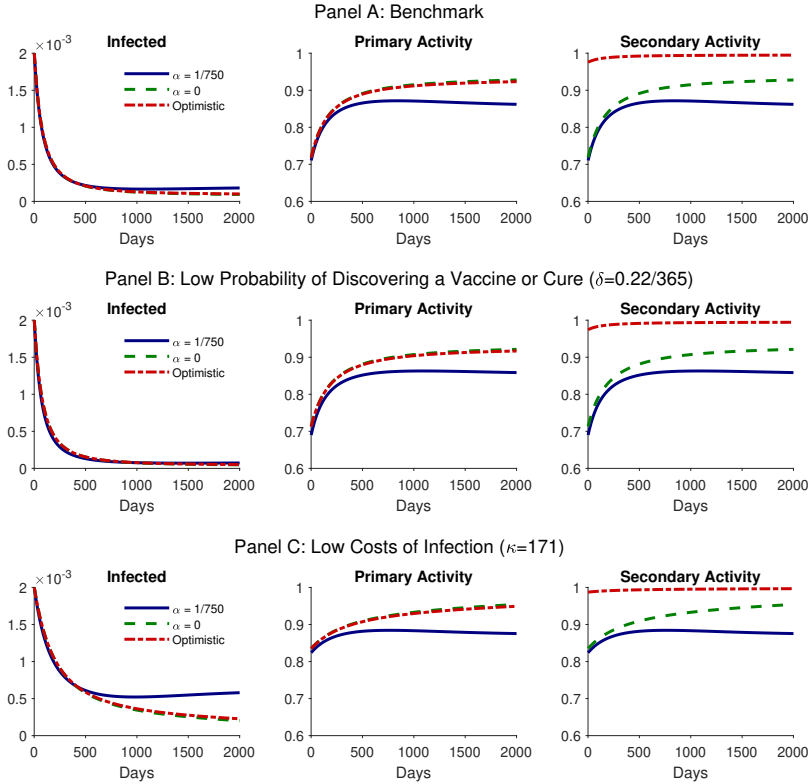 Panel A: Benchmark
×10⁻³ Infected Primary Activity Secondary Activity
2 1 1
1.5 0.9 0.9
1 0.8 0.8
0.5 0.7 0.7
0 0.6 0.6
α = 1/750
α = 0
Optimistic
0 500 1000 1500 2000 0 500 1000 1500 2000 0 500 1000 1500 2000
Days Days Days
Panel B: Low Probability of Discovering a Vaccine or Cure (δ=0.22/365)
×10⁻³ Infected Primary Activity Secondary Activity
2 1 1
1.5 0.9 0.9
1 0.8 0.8
0.5 0.7 0.7
0 0.6 0.6
α = 1/750
α = 0
Optimistic
0 500 1000 1500 2000 0 500 1000 1500 2000 0 500 1000 1500 2000
Days Days Days
Panel C: Low Costs of Infection (κ=171)
×10⁻³ Infected Primary Activity Secondary Activity
2 1 1
1.5 0.9 0.9
1 0.8 0.8
0.5 0.7 0.7
0 0.6 0.6
α = 1/750
α = 0
Optimistic
0 500 1000 1500 2000 0 500 1000 1500 2000 0 500 1000 1500 2000
Days Days Days